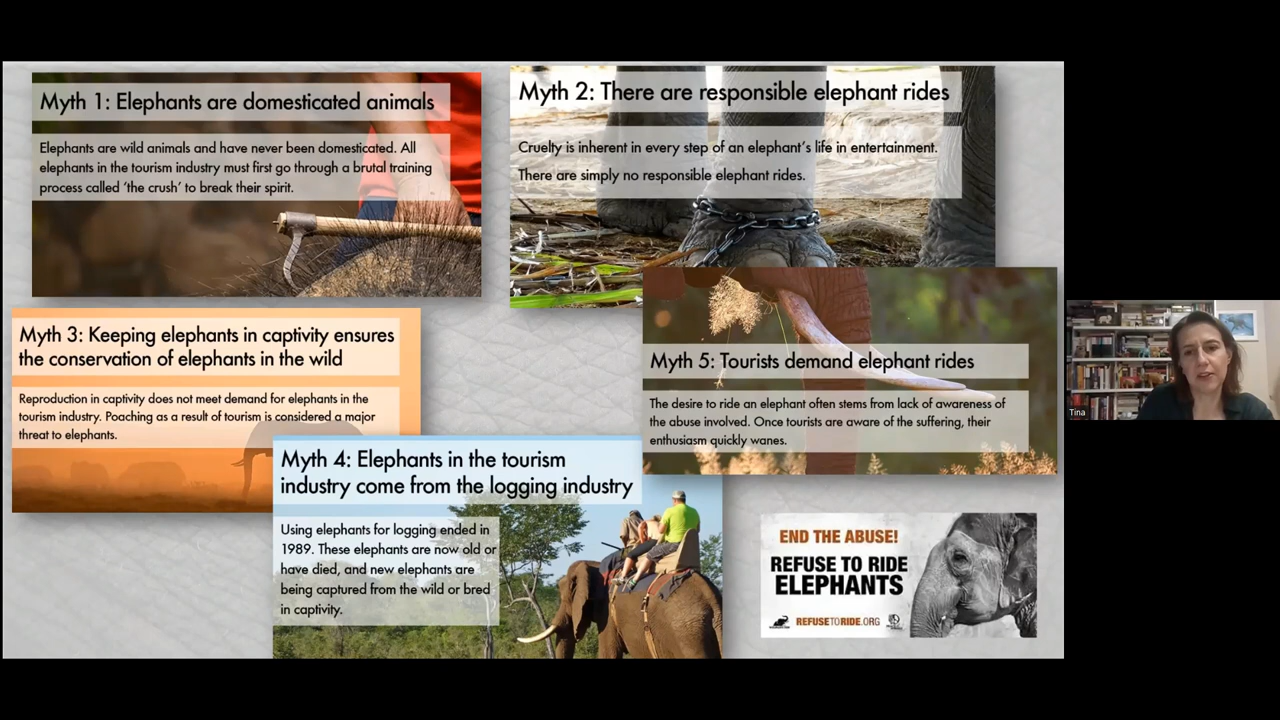 Myth 1: Elephants are domesticated animals
Elephants are wild animals and have never been domesticated. All
elephants in the tourism industry must first go through a brutal training
process called ‘the crush’ to break their spirit.
Myth 2: There are responsible elephant rides
Cruelty is inherent in every step of an elephant’s life in entertainment.
There are simply no responsible elephant rides.
Myth 3: Keeping elephants in captivity ensures
the conservation of elephants in the wild
Reproduction in captivity does not meet demand for elephants in the
tourism industry. Poaching as a result of tourism is considered a major
threat to elephants.
Myth 4: Elephants in the tourism
industry come from the logging industry
Using elephants for logging ended in
1989. These elephants are now old or
have died, and new elephants are
being captured from the wild or bred
in captivity.
Myth 5: Tourists demand elephant rides
The desire to ride an elephant often stems from lack of awareness of
the abuse involved. Once tourists are aware of the suffering, their
enthusiasm quickly wanes.
END THE ABUSE!
REFUSE TO RIDE
ELEPHANTS
REFUSETORIDE.ORG
Tina